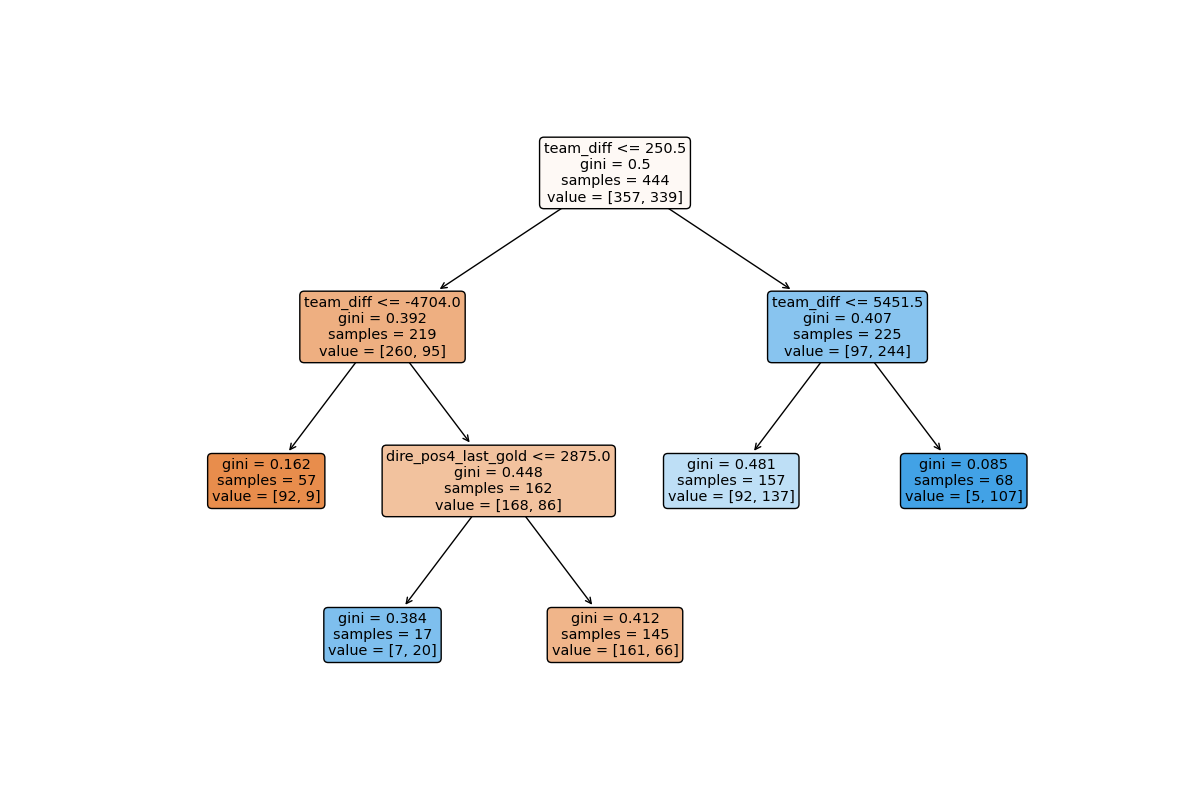 team_diff <= 250.5
gini = 0.5
samples = 444
value = [357, 339]
team_diff <= -4704.0
gini = 0.392
samples = 219
value = [260, 95]
team_diff <= 5451.5
gini = 0.407
samples = 225
value = [97, 244]
gini = 0.162
samples = 57
value = [92, 9]
dire_pos4_last_gold <= 2875.0
gini = 0.448
samples = 162
value = [168, 86]
gini = 0.481
samples = 157
value = [92, 137]
gini = 0.085
samples = 68
value = [5, 107]
gini = 0.384
samples = 17
value = [7, 20]
gini = 0.412
samples = 145
value = [161, 66]